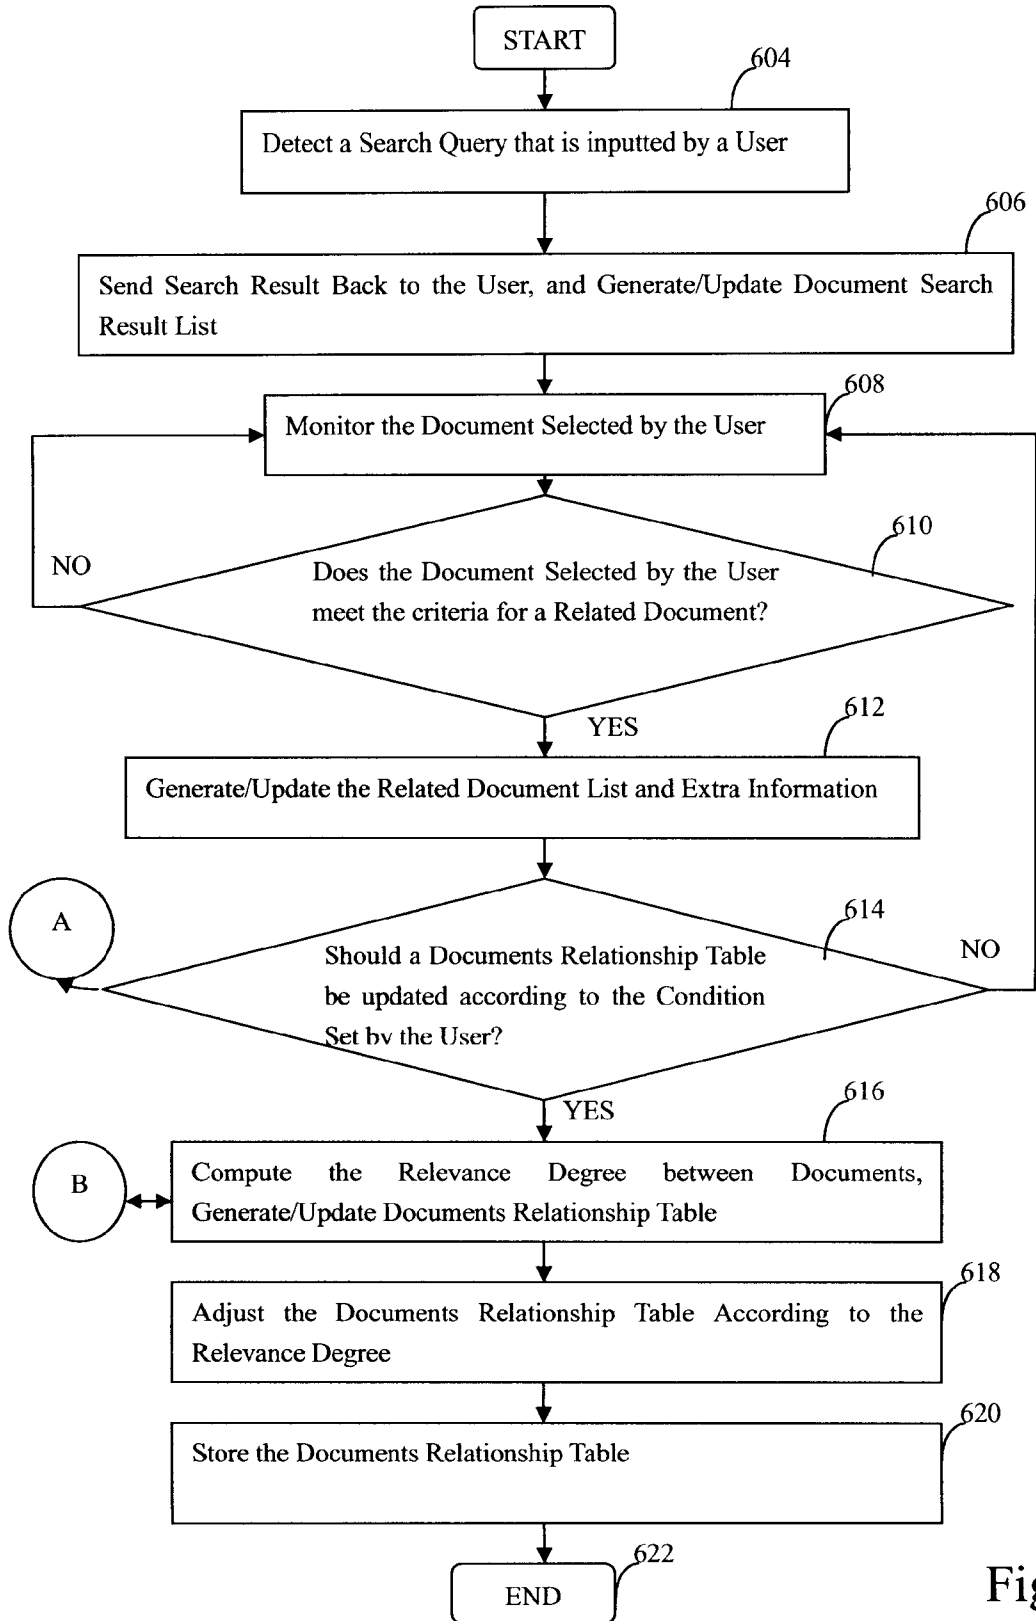 START
604
Detect a Search Query that is inputted by a User
606
Send Search Result Back to the User, and Generate/Update Document Search
Result List
608
Monitor the Document Selected by the User
610
NO
Does the Document Selected by the User
meet the criteria for a Related Document?
612
YES
Generate/Update the Related Document List and Extra Information
A
614
NO
Should a Documents Relationship Table
be updated according to the Condition
Set by the User?
616
YES
B
Compute the Relevance Degree between Documents,
Generate/Update Documents Relationship Table
618
Adjust the Documents Relationship Table According to the
Relevance Degree
620
Store the Documents Relationship Table
622
END
Fig